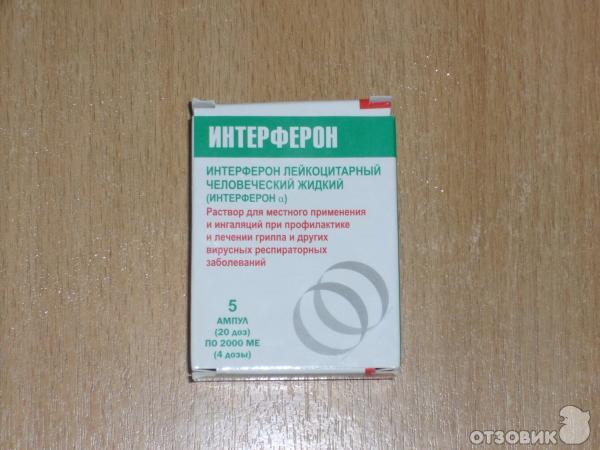 ИНТЕРФЕРОН
ИНТЕРФЕРОН ЛЕЙКОЦИТАРНЫЙ
ЧЕЛОВЕЧЕСКИЙ ЖИДКИЙ
(ИНТЕРФЕРОН α)
Раствор для местного применения
и ингаляций при профилактике
и лечении гриппа и других
вирусных респираторных
заболеваний
5
АМПУЛ
(20 доз)
ПО 2000 МЕ
(4 дозы)
ОТЗОВИК